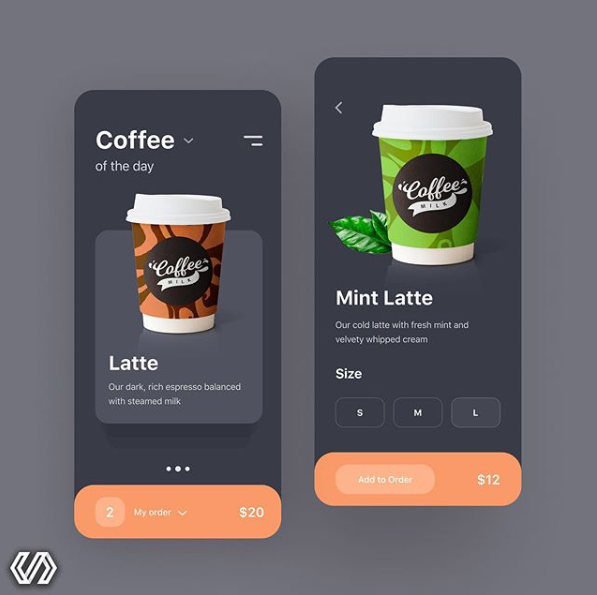 Coffee
of the day
Coffee
MILK
Latte
Our dark, rich espresso balanced
with steamed milk
2 My order $20
Coffee
MILK
Mint Latte
Our cold latte with fresh mint and
velvety whipped cream
Size
S M L
Add to Order $12